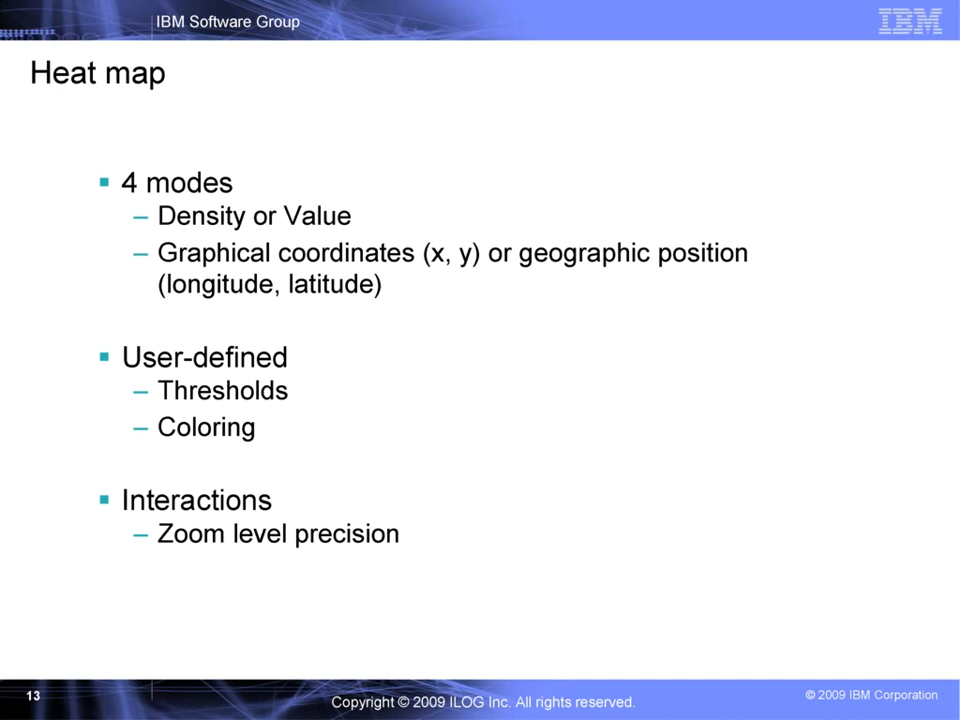 IBM Software Group
IBM
Heat map
▪ 4 modes
– Density or Value
– Graphical coordinates (x, y) or geographic position
(longitude, latitude)
▪ User-defined
– Thresholds
– Coloring
▪ Interactions
– Zoom level precision
13
Copyright © 2009 ILOG Inc. All rights reserved.
© 2009 IBM Corporation